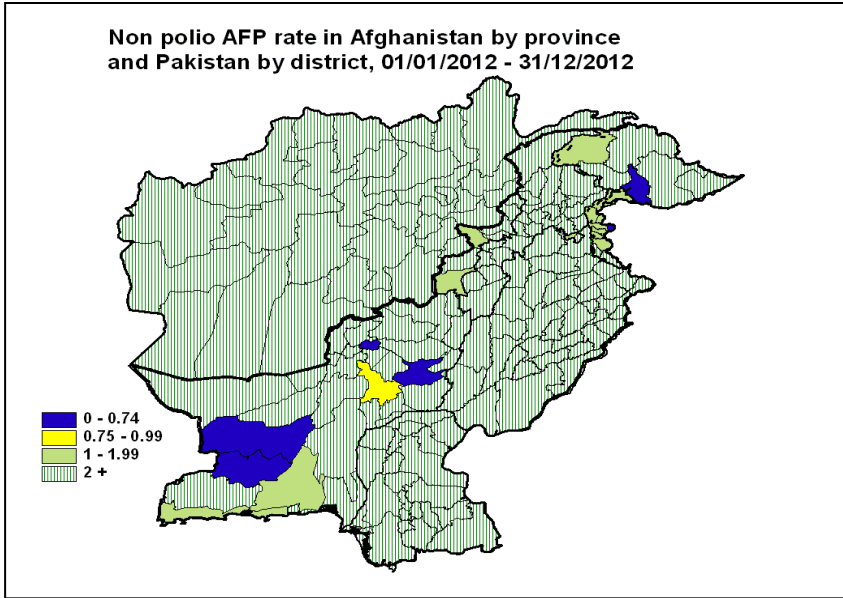 Non polio AFP rate in Afghanistan by province
and Pakistan by district, 01/01/2012 - 31/12/2012
0 - 0.74
0.75 - 0.99
1 - 1.99
2 +